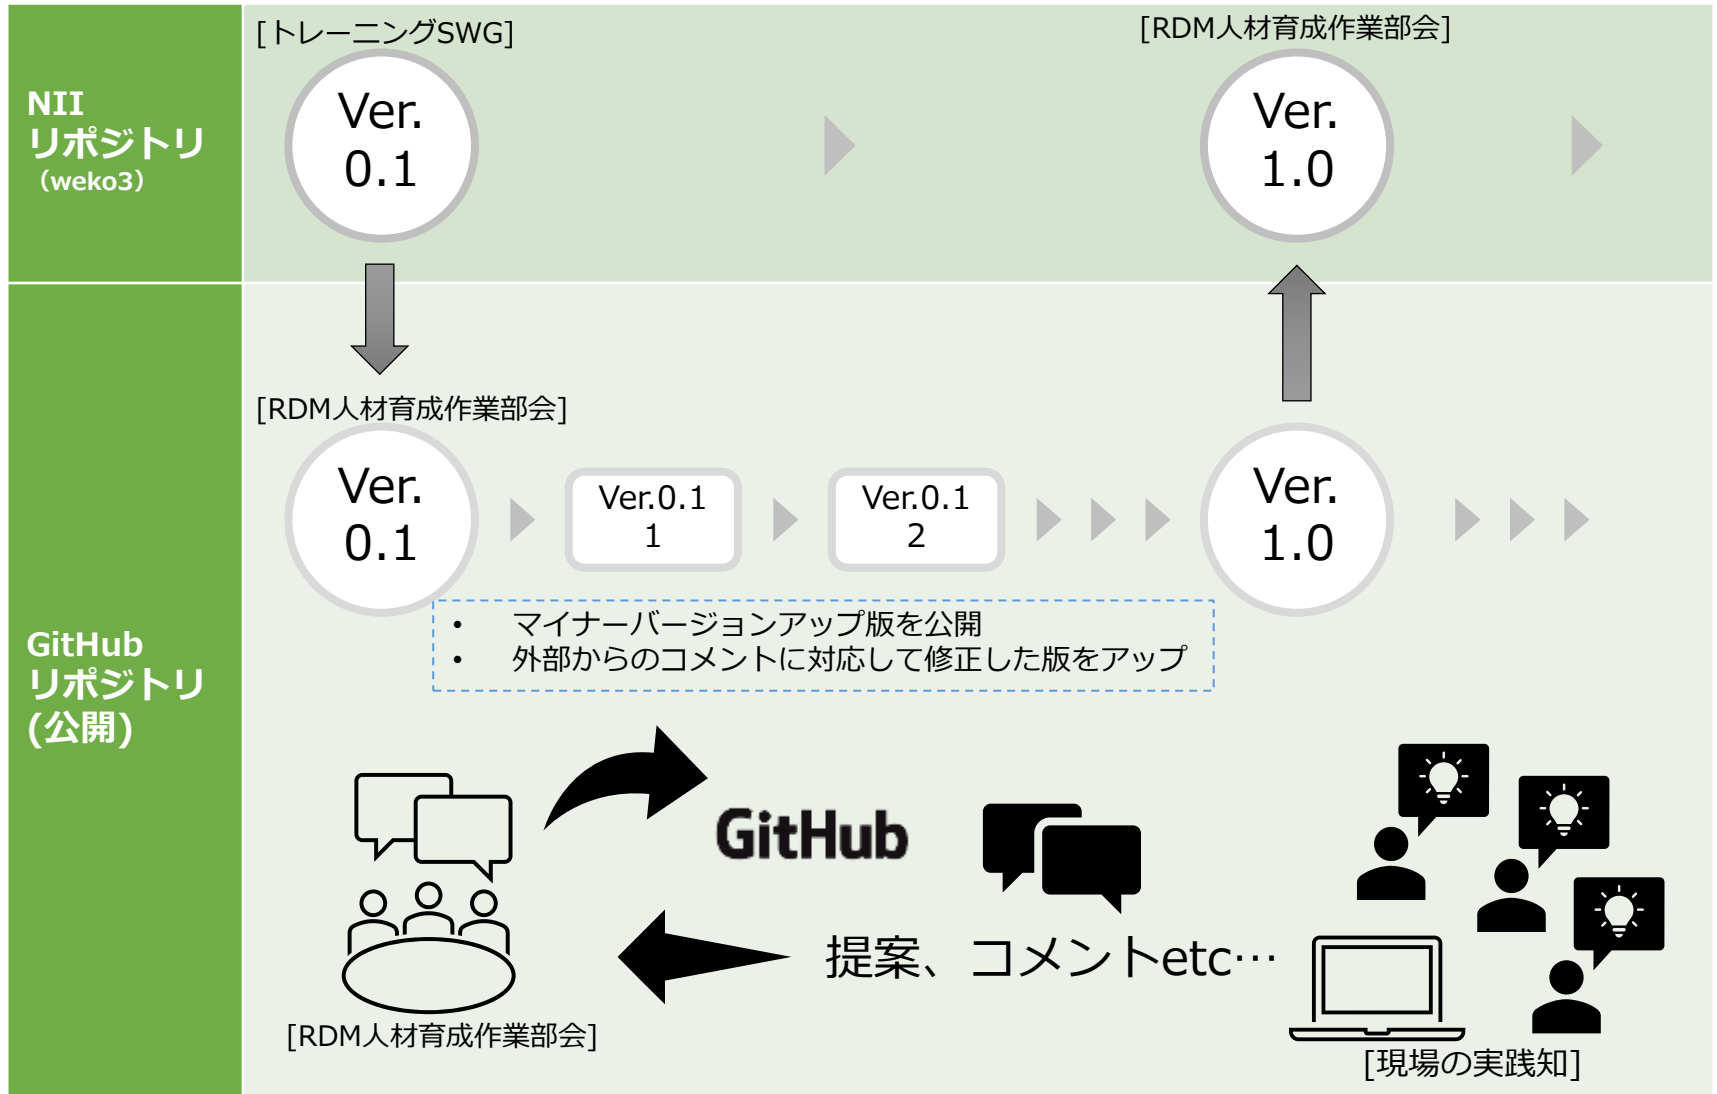 [トレーニングSWG]
[RDM人材育成作業部会]
NII
リポジトリ
（weko3）
Ver.
0.1
Ver.
1.0
[RDM人材育成作業部会]
Ver.
0.1
Ver.0.1
1
Ver.0.1
2
Ver.
1.0
• マイナーバージョンアップ版を公開
• 外部からのコメントに対応して修正した版をアップ
GitHub
リポジトリ
(公開)
GitHub
提案、コメントetc…
[RDM人材育成作業部会]
[現場の実践知]